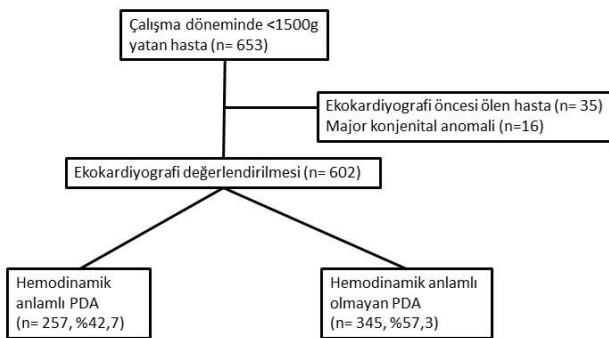 Çalışma döneminde <1500g
yatan hasta (n= 653)
Ekokardiyografi öncesi ölen hasta (n= 35)
Major konjenital anomali (n=16)
Ekokardiyografi değerlendirilmesi (n= 602)
Hemodinamik
anlamlı PDA
(n= 257, %42,7)
Hemodinamik anlamlı
olmayan PDA
(n= 345, %57,3)